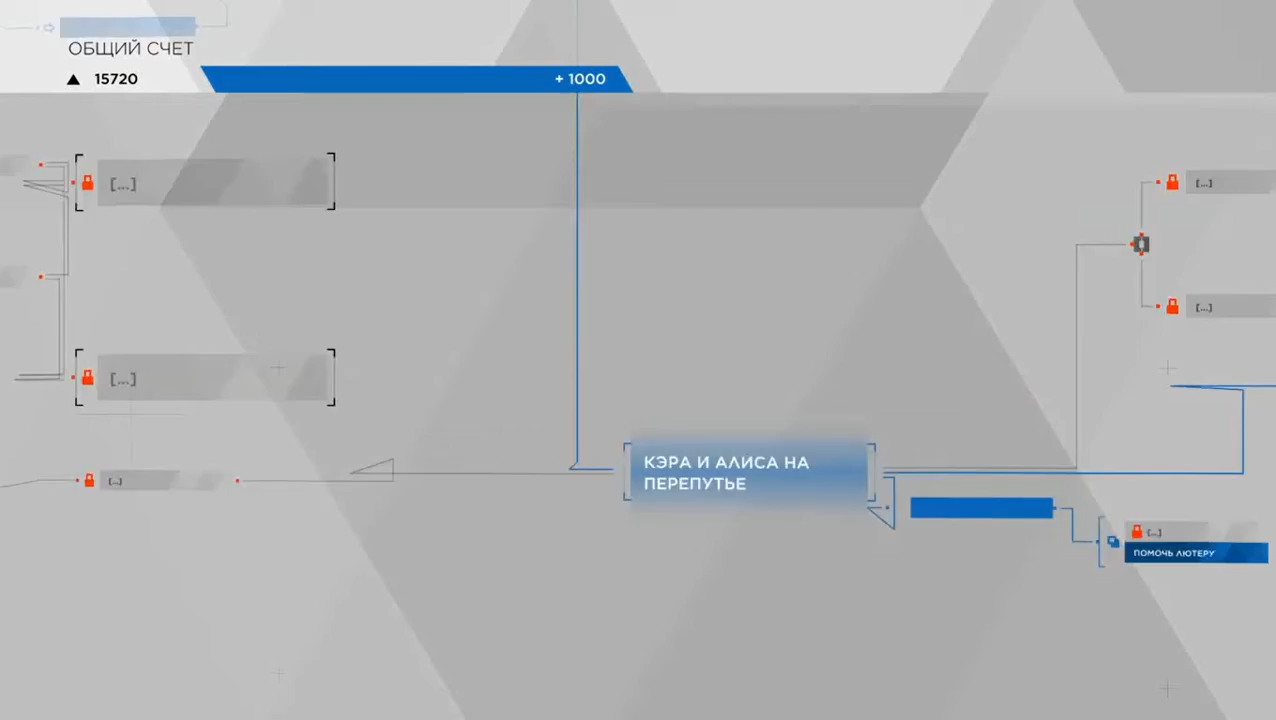 ОБЩИЙ СЧЕТ
▲ 15720
+ 1000
[...]
[...]
[...]
[...]
КЭРА И АЛИСА НА
ПЕРЕПУТЬЕ
[...]
[...]
ПОМОЧЬ ЛЮТЕРУ